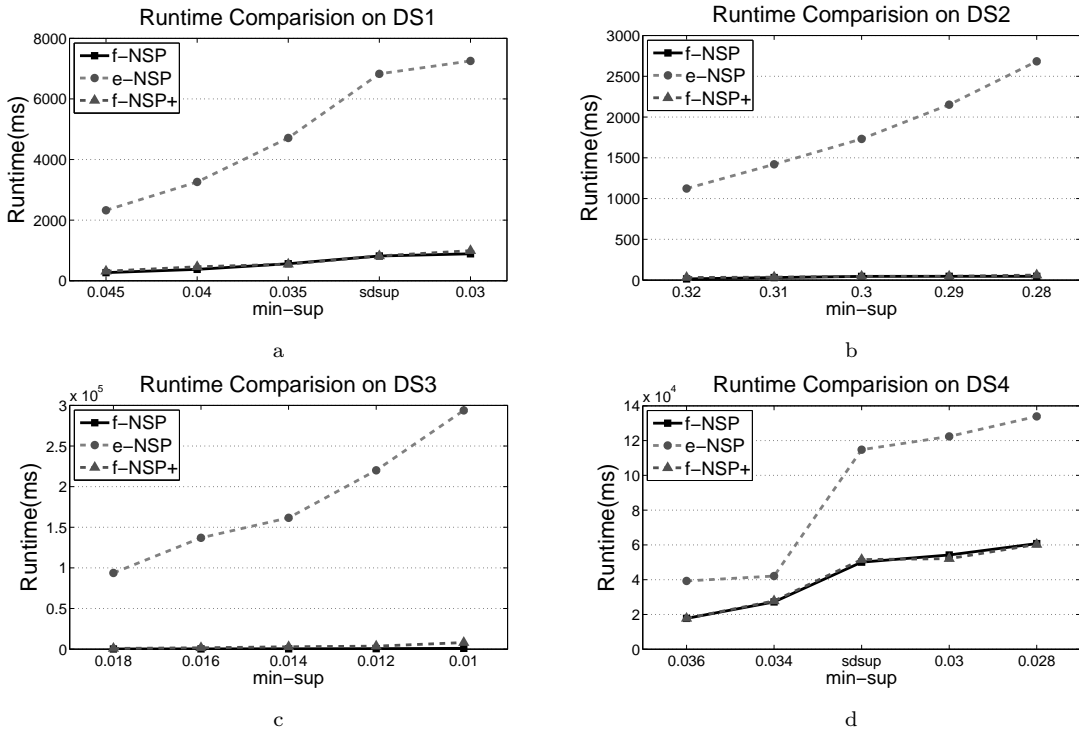 Runtime Comparision on DS1
8000
6000
4000
2000
0
Runtime(ms)
f−NSP
e−NSP
f−NSP+
0.045 0.04 0.035 sdsup 0.03
min−sup
a
Runtime Comparision on DS2
3000
2500
2000
1500
1000
500
0
Runtime(ms)
f−NSP
e−NSP
f−NSP+
0.32 0.31 0.3 0.29 0.28
min−sup
b
Runtime Comparision on DS3
x 10^5
3
2.5
2
1.5
1
0.5
0
Runtime(ms)
f−NSP
e−NSP
f−NSP+
0.018 0.016 0.014 0.012 0.01
min−sup
c
Runtime Comparision on DS4
x 10^4
14
12
10
8
6
4
2
0
Runtime(ms)
f−NSP
e−NSP
f−NSP+
0.036 0.034 sdsup 0.03 0.028
min−sup
d